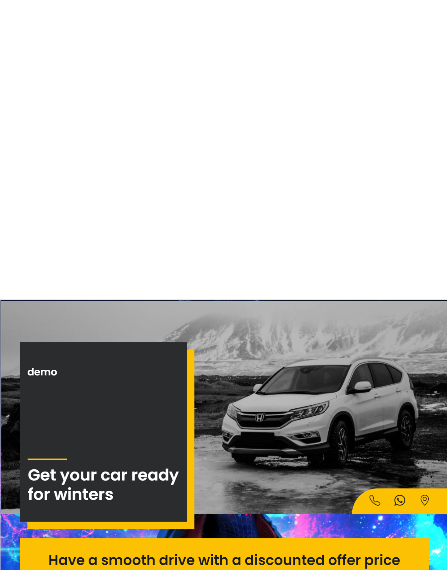 demo
Get your car ready
for winters
Have a smooth drive with a discounted offer price